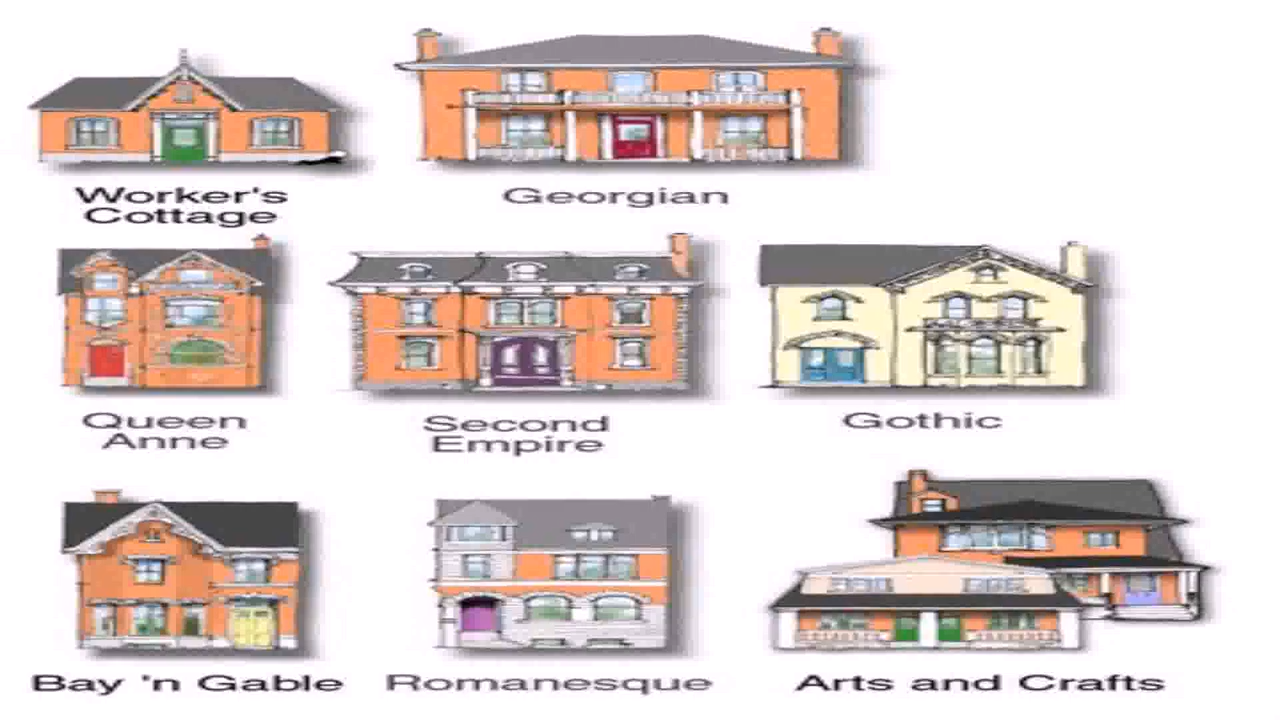 Worker's
Cottage
Georgian
Queen
Anne
Second
Empire
Gothic
Bay 'n Gable
Romanesque
Arts and Crafts